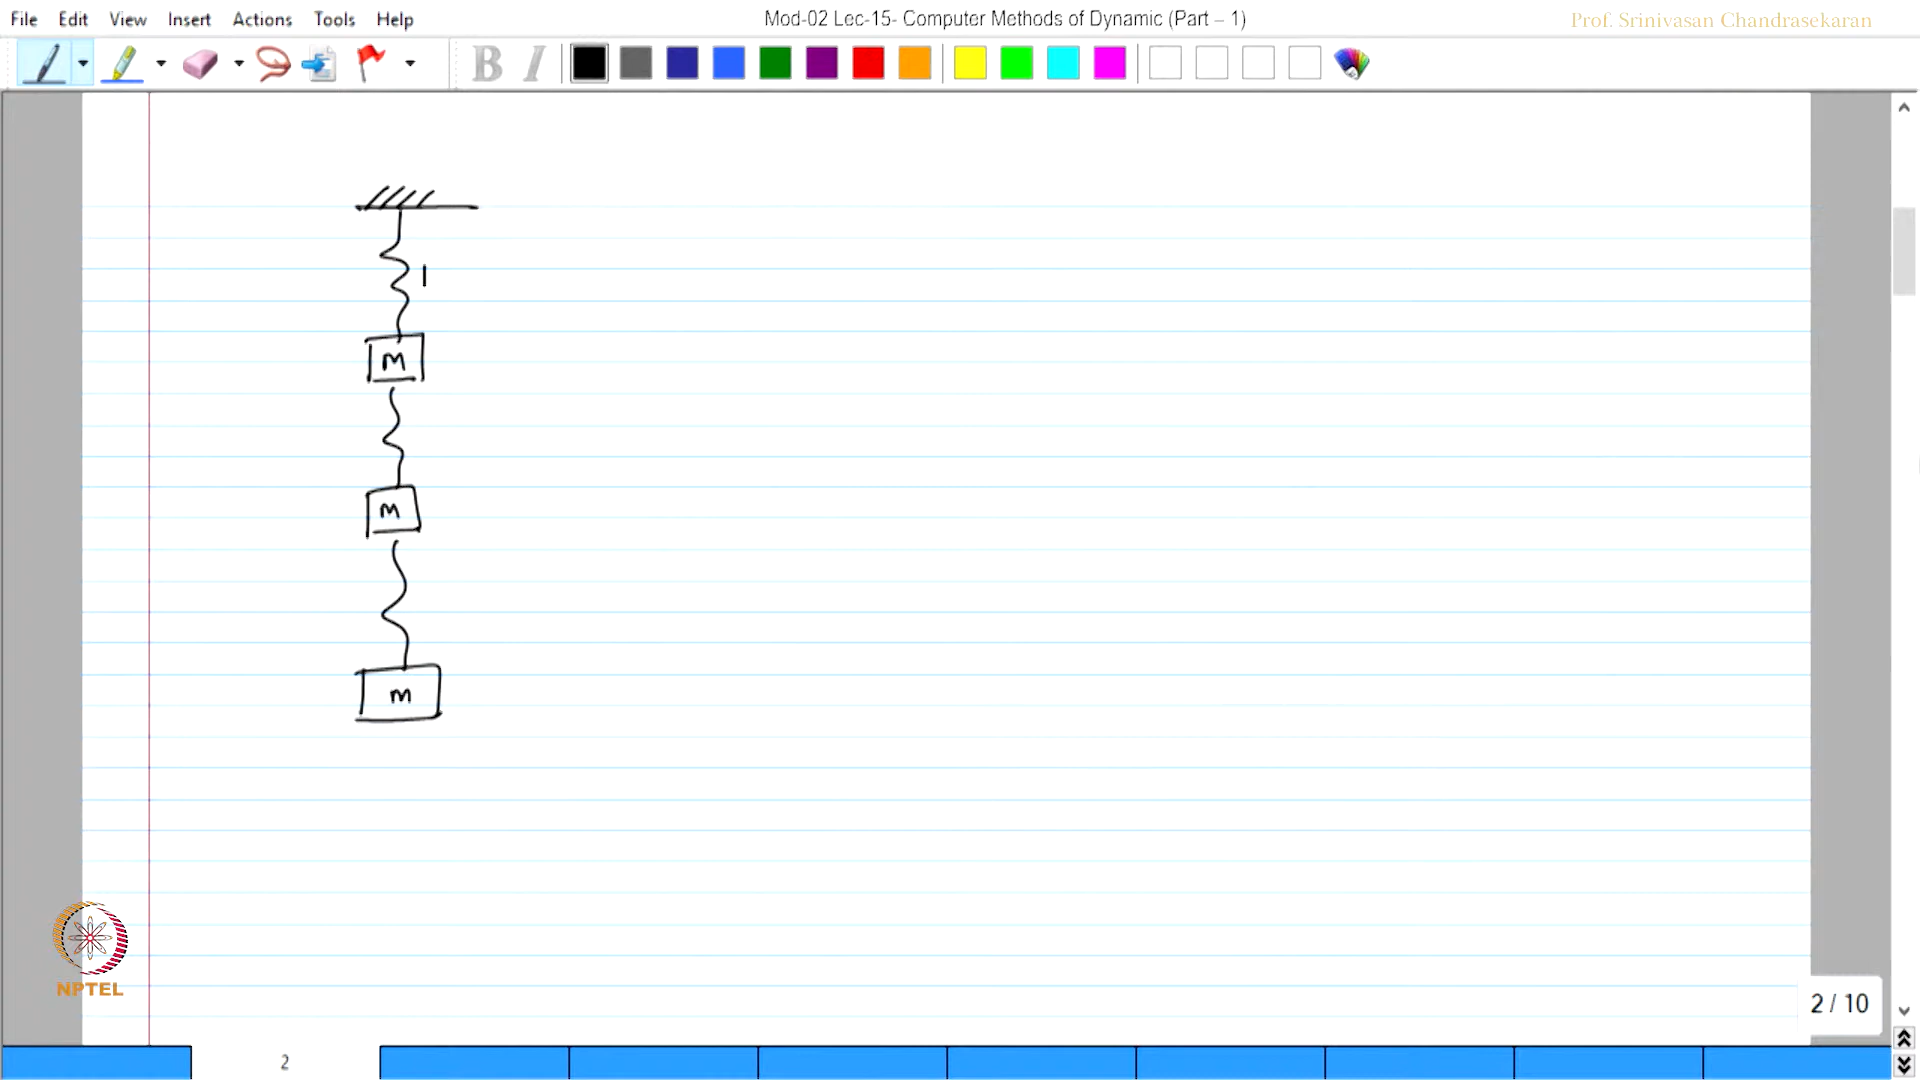 File Edit View Insert Actions Tools Help
Mod-02 Lec-15- Computer Methods of Dynamic (Part – 1)
Prof. Srinivasan Chandrasekaran
B I
m
m
m
NPTEL
2 / 10
2